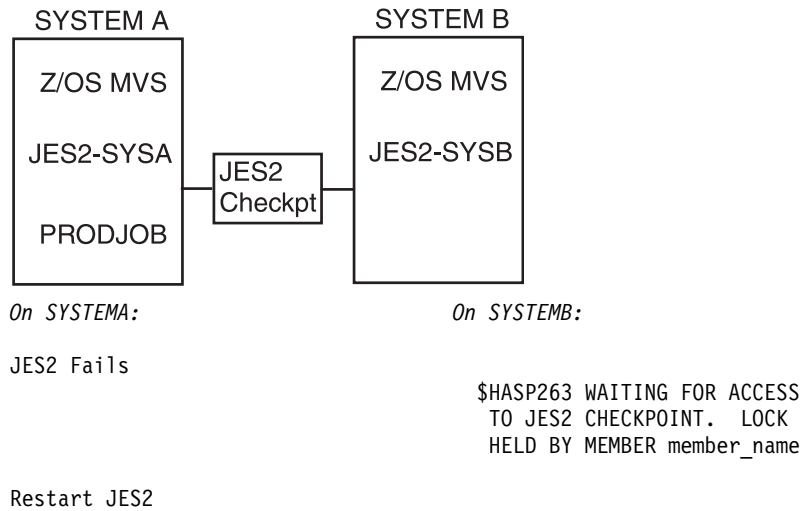 SYSTEM A
SYSTEM B
Z/OS MVS
Z/OS MVS
JES2-SYSA
JES2-SYSB
JES2
Checkpt
PRODJOB
On SYSTEMA:
On SYSTEMB:
JES2 Fails
$HASP263 WAITING FOR ACCESS
TO JES2 CHECKPOINT. LOCK
HELD BY MEMBER member_name
Restart JES2